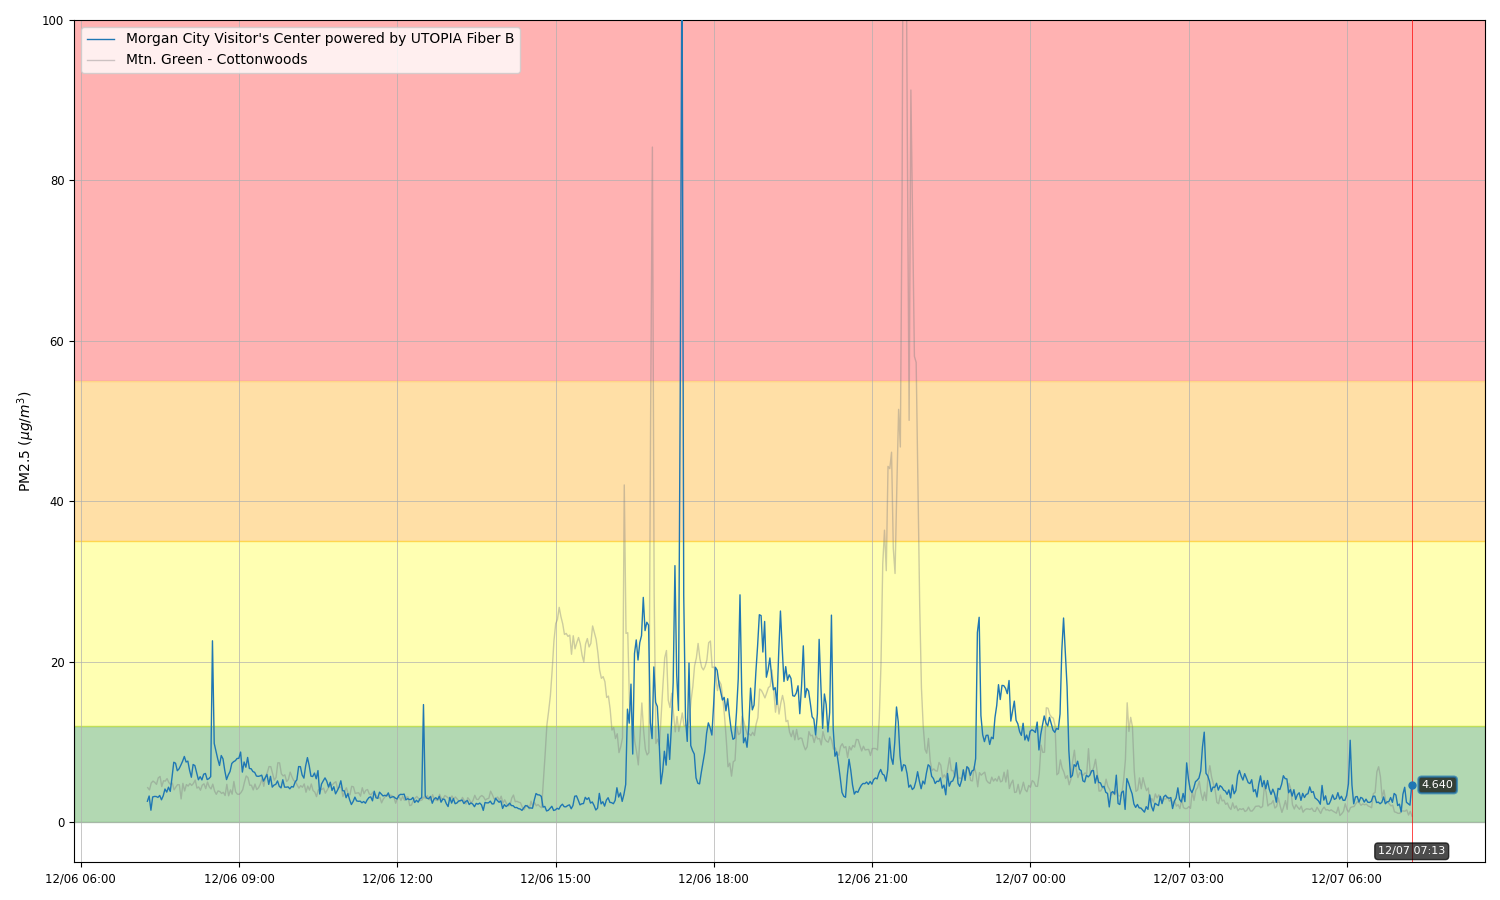 100
Morgan City Visitor's Center powered by UTOPIA Fiber B
Mtn. Green - Cottonwoods
80
60
40
20
0
PM2.5 (μg/m³)
4.640
12/07 07:13
12/06 06:00 12/06 09:00 12/06 12:00 12/06 15:00 12/06 18:00 12/06 21:00 12/07 00:00 12/07 03:00 12/07 06:00